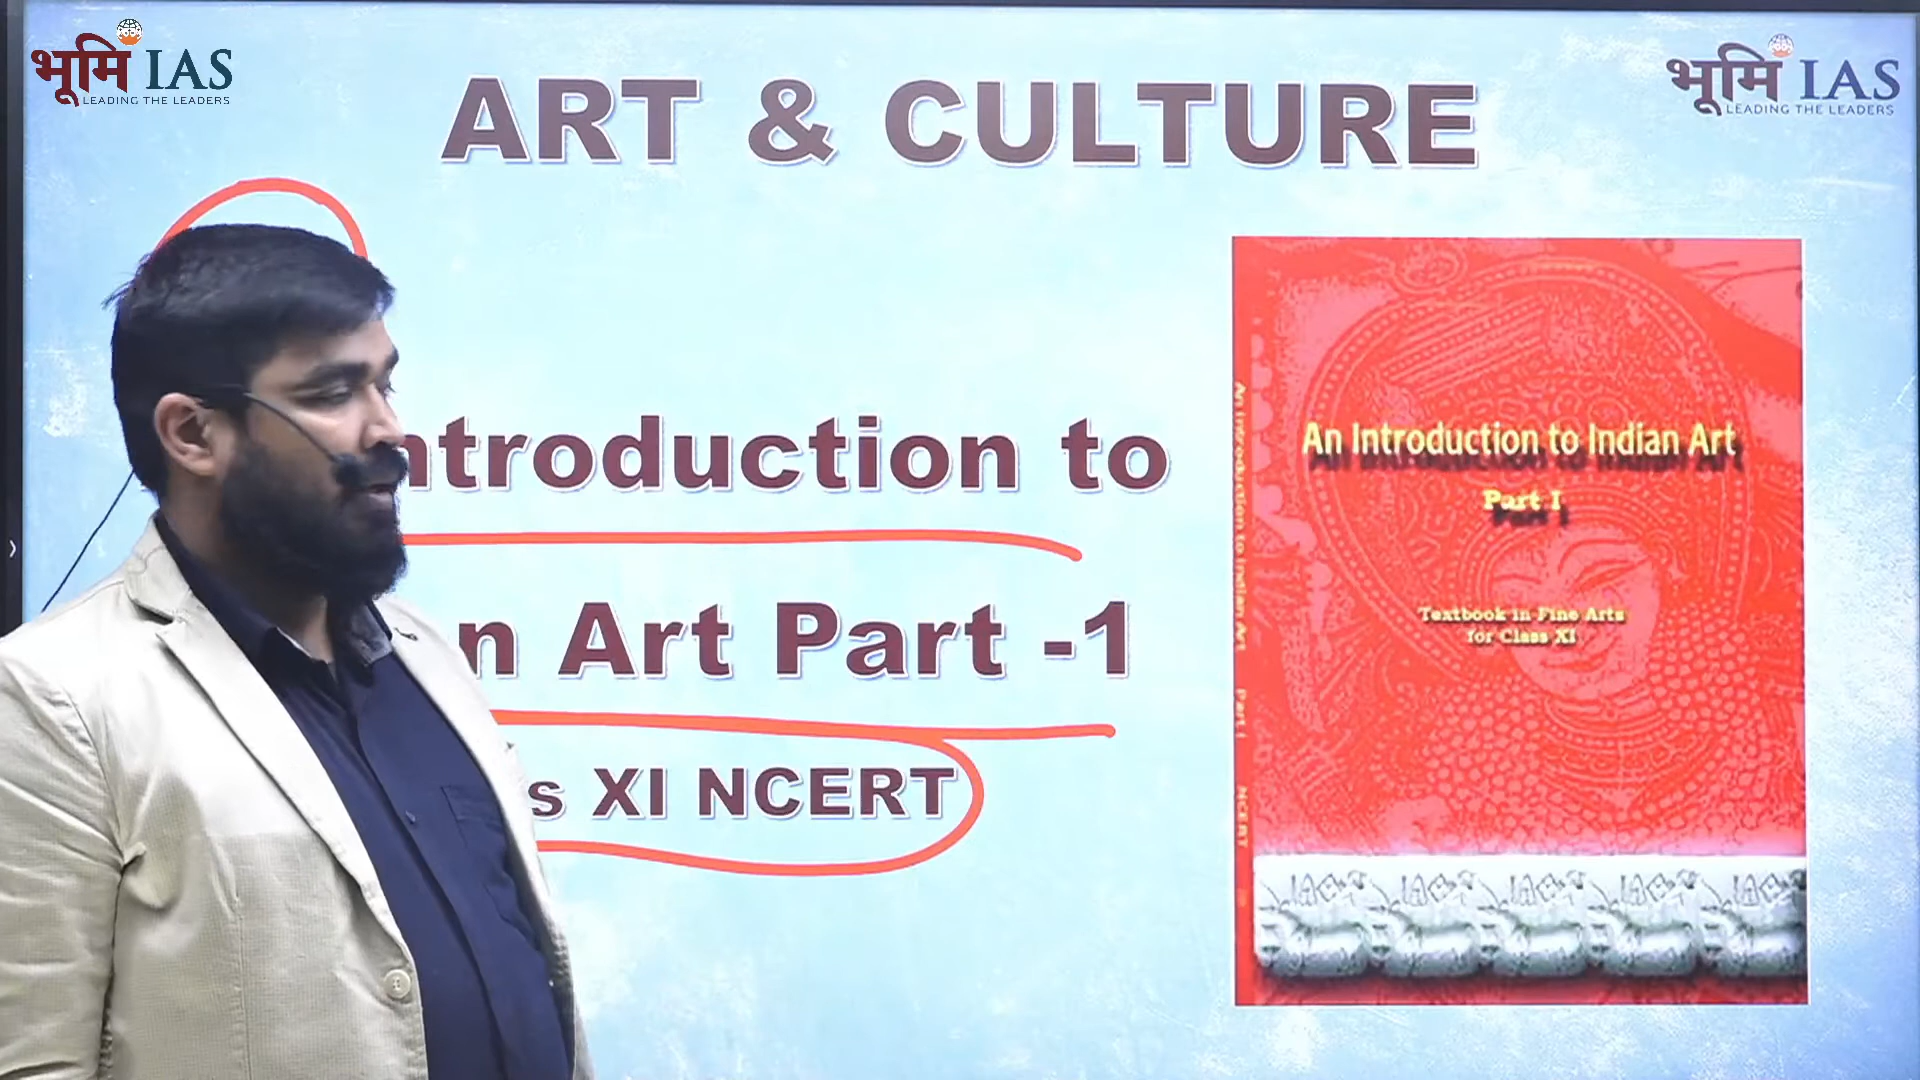 भूमि IAS
LEADING THE LEADERS
भूमि IAS
LEADING THE LEADERS
ART & CULTURE
ntroduction to
n Art Part -1
s XI NCERT
An Introduction to Indian Art
Part I
Textbook in Fine Arts
for Class XI
An Introduction to Indian Art Part I NCERT